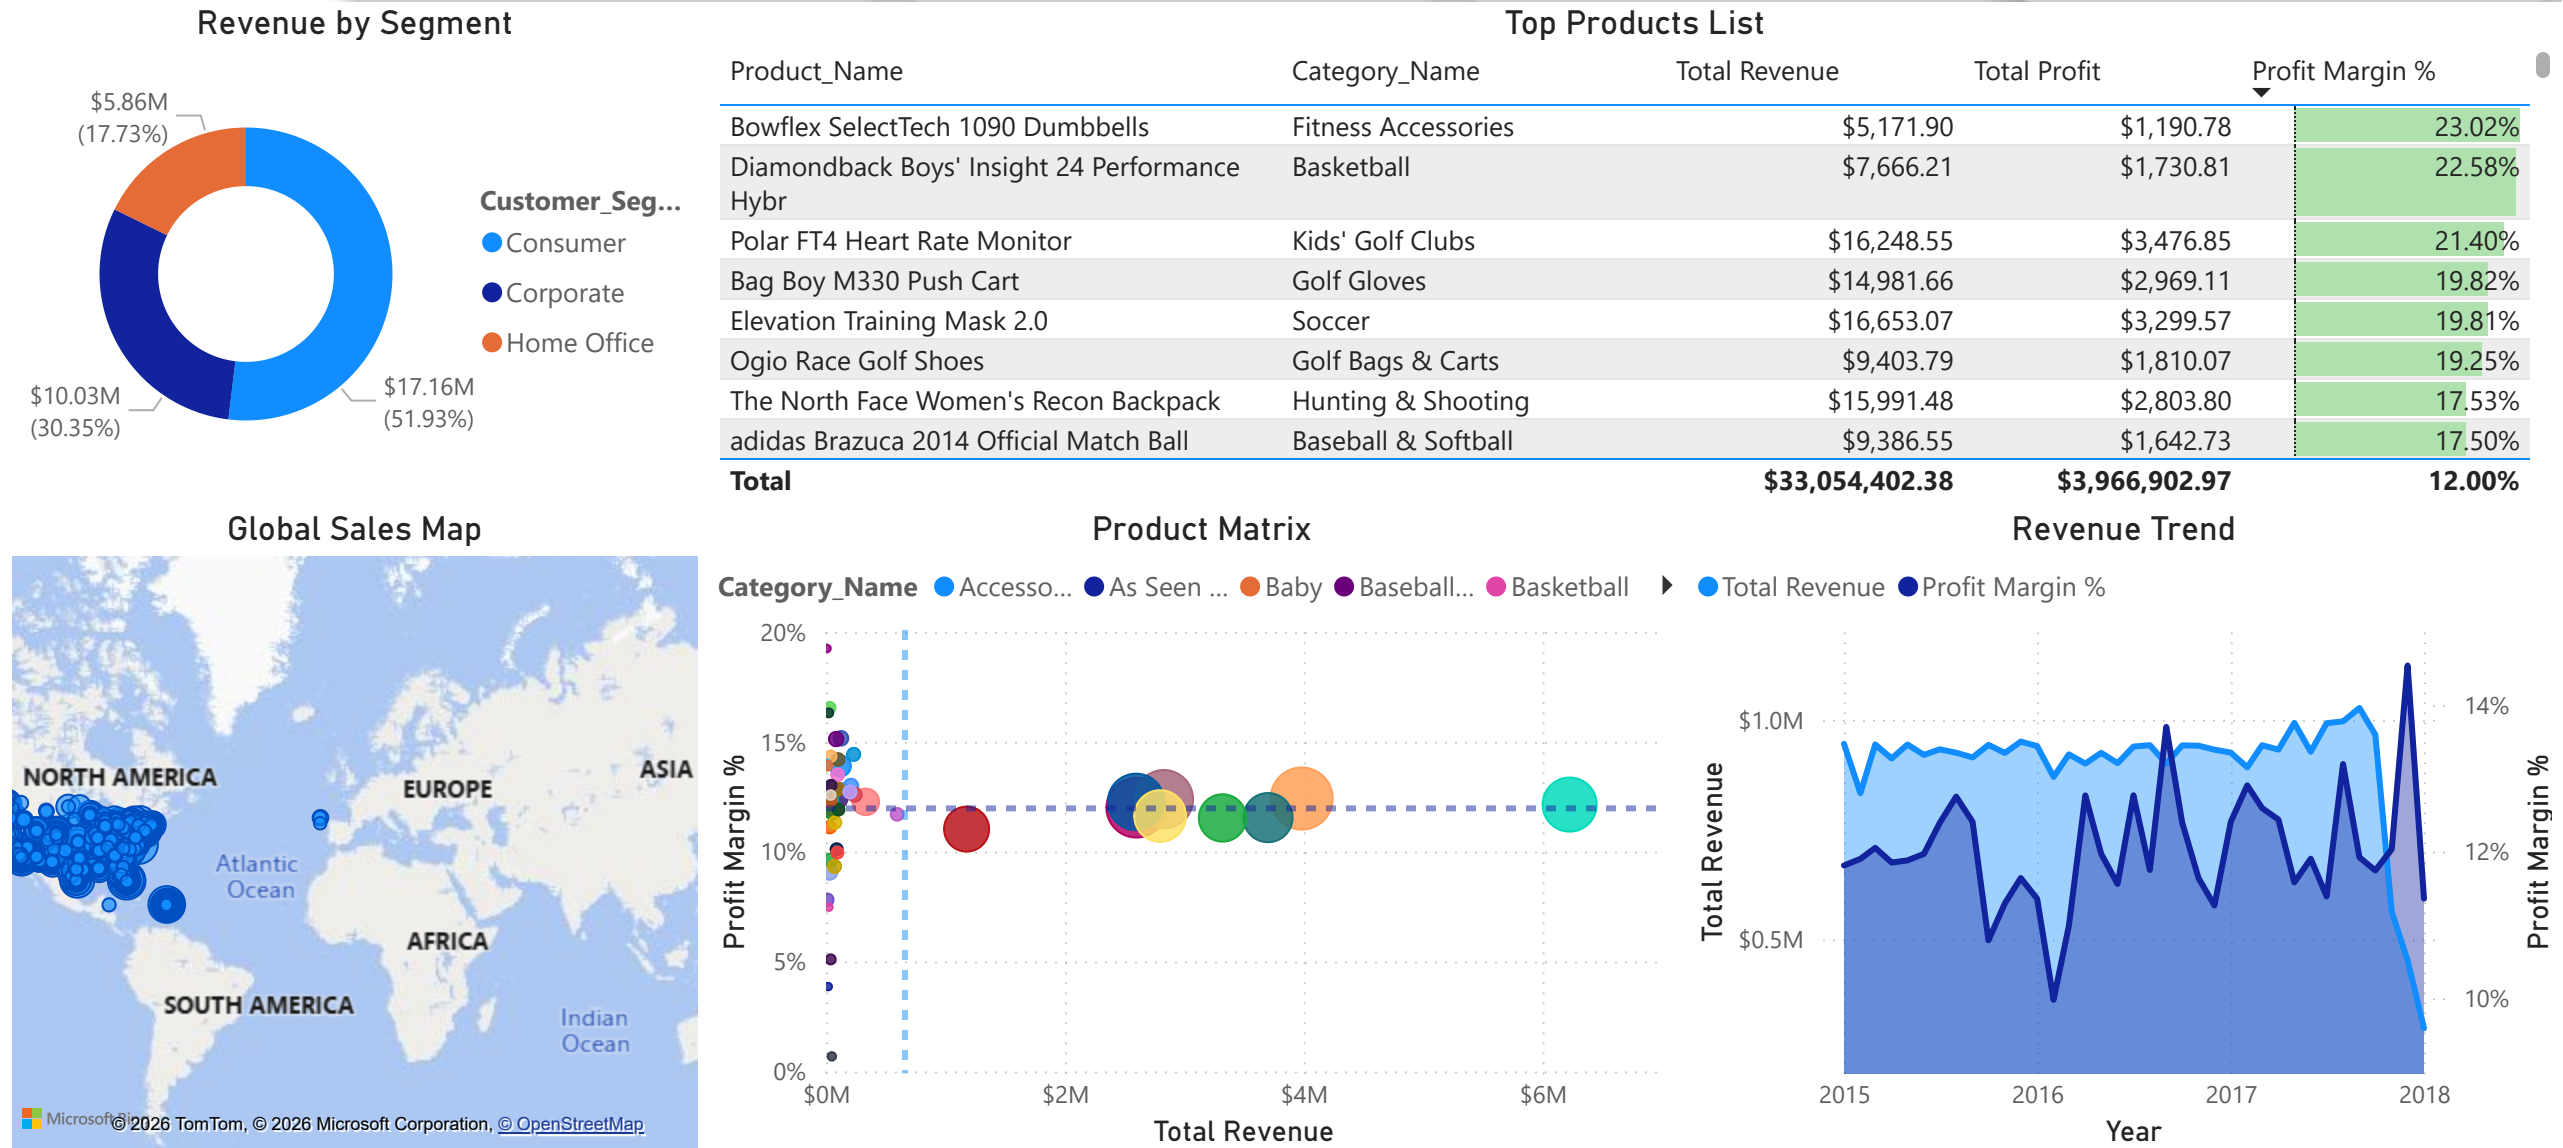 Revenue by Segment
$5.86M
(17.73%)
$10.03M
(30.35%)
$17.16M
(51.93%)
Customer_Seg...
Consumer
Corporate
Home Office
Top Products List
Product_Name Category_Name Total Revenue Total Profit Profit Margin %
Bowflex SelectTech 1090 Dumbbells Fitness Accessories $5,171.90 $1,190.78 23.02%
Diamondback Boys' Insight 24 Performance Basketball $7,666.21 $1,730.81 22.58%
Hybr
Polar FT4 Heart Rate Monitor Kids' Golf Clubs $16,248.55 $3,476.85 21.40%
Bag Boy M330 Push Cart Golf Gloves $14,981.66 $2,969.11 19.82%
Elevation Training Mask 2.0 Soccer $16,653.07 $3,299.57 19.81%
Ogio Race Golf Shoes Golf Bags & Carts $9,403.79 $1,810.07 19.25%
The North Face Women's Recon Backpack Hunting & Shooting $15,991.48 $2,803.80 17.53%
adidas Brazuca 2014 Official Match Ball Baseball & Softball $9,386.55 $1,642.73 17.50%
Total $33,054,402.38 $3,966,902.97 12.00%
Global Sales Map
NORTH AMERICA
EUROPE
ASIA
Atlantic
Ocean
AFRICA
SOUTH AMERICA
Indian
Ocean
Microsoft Bing
© 2026 TomTom, © 2026 Microsoft Corporation, © OpenStreetMap
Product Matrix
Category_Name Accesso... As Seen ... Baby Baseball... Basketball
Profit Margin %
20%
15%
10%
5%
0%
$0M $2M $4M $6M
Total Revenue
Revenue Trend
Total Revenue Profit Margin %
Total Revenue
$1.0M
$0.5M
14%
12%
10%
Profit Margin %
2015 2016 2017 2018
Year